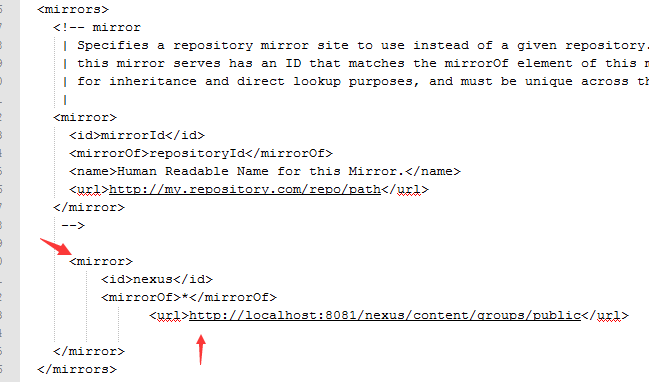 <mirrors>
<!-- mirror
| Specifies a repository mirror site to use instead of a given repository.
| this mirror serves has an ID that matches the mirrorOf element of this m
| for inheritance and direct lookup purposes, and must be unique across th
|
<mirror>
<id>mirrorId</id>
<mirrorOf>repositoryId</mirrorOf>
<name>Human Readable Name for this Mirror.</name>
<url>http://my.repository.com/repo/path</url>
</mirror>
-->
<mirror>
<id>nexus</id>
<mirrorOf>*</mirrorOf>
<url>http://localhost:8081/nexus/content/groups/public</url>
</mirror>
</mirrors>